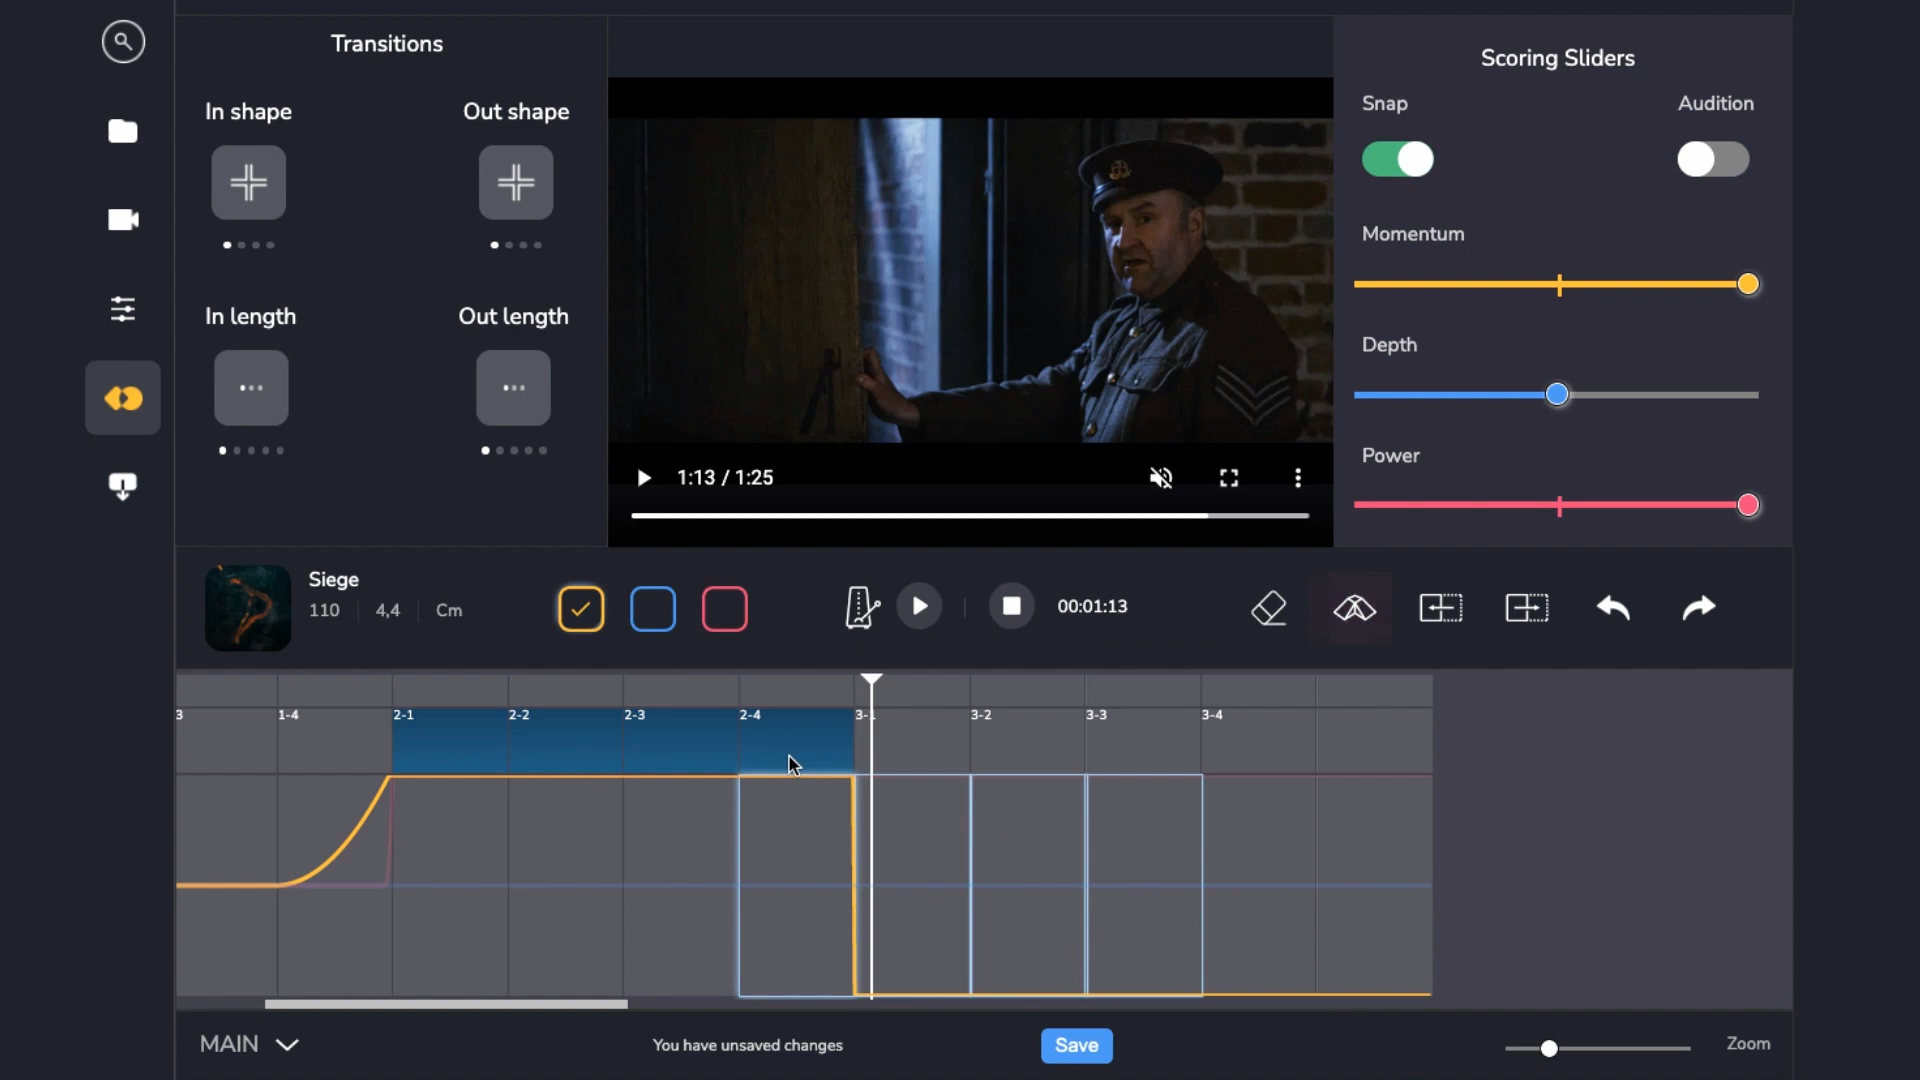 Transitions
In shape
Out shape
In length
Out length
1:13 / 1:25
Scoring Sliders
Snap
Audition
Momentum
Depth
Power
Siege
110
4,4
Cm
00:01:13
3
1-4
2-1
2-2
2-3
2-4
3-1
3-2
3-3
3-4
MAIN
You have unsaved changes
Save
Zoom